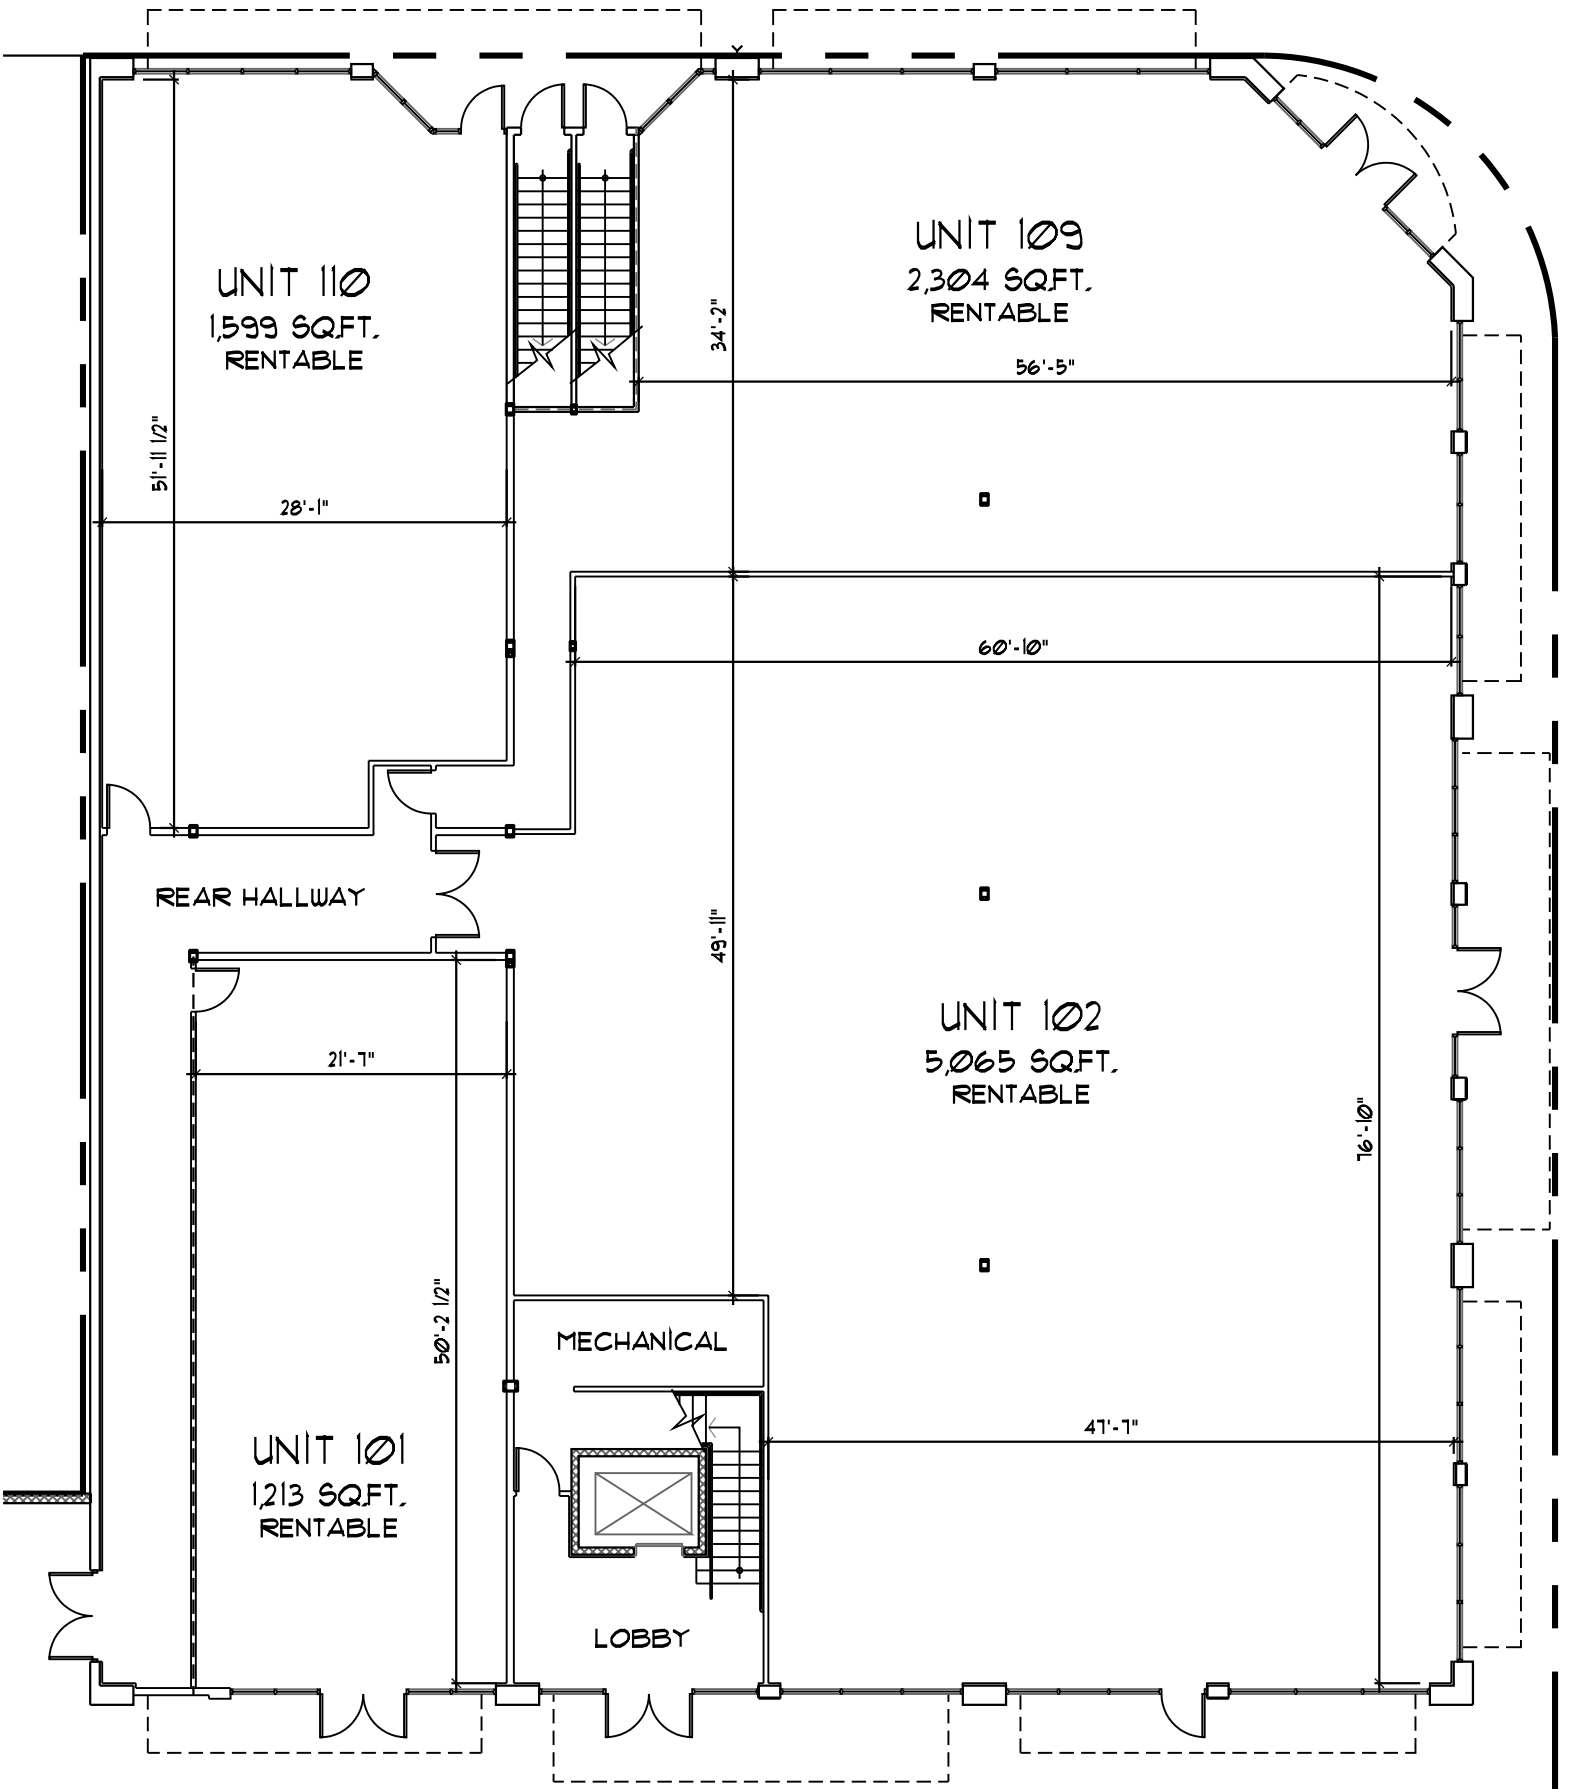 UNIT 109
2,304 SQ.FT.
RENTABLE
UNIT 110
1,599 SQ.FT.
RENTABLE
34'-2"
56'-5"
51'-11 1/2"
28'-1"
60'-10"
REAR HALLWAY
49'-11"
UNIT 102
5,065 SQ.FT.
RENTABLE
21'-7"
76'-10"
50'-2 1/2"
MECHANICAL
47'-7"
UNIT 101
1,213 SQ.FT.
RENTABLE
LOBBY